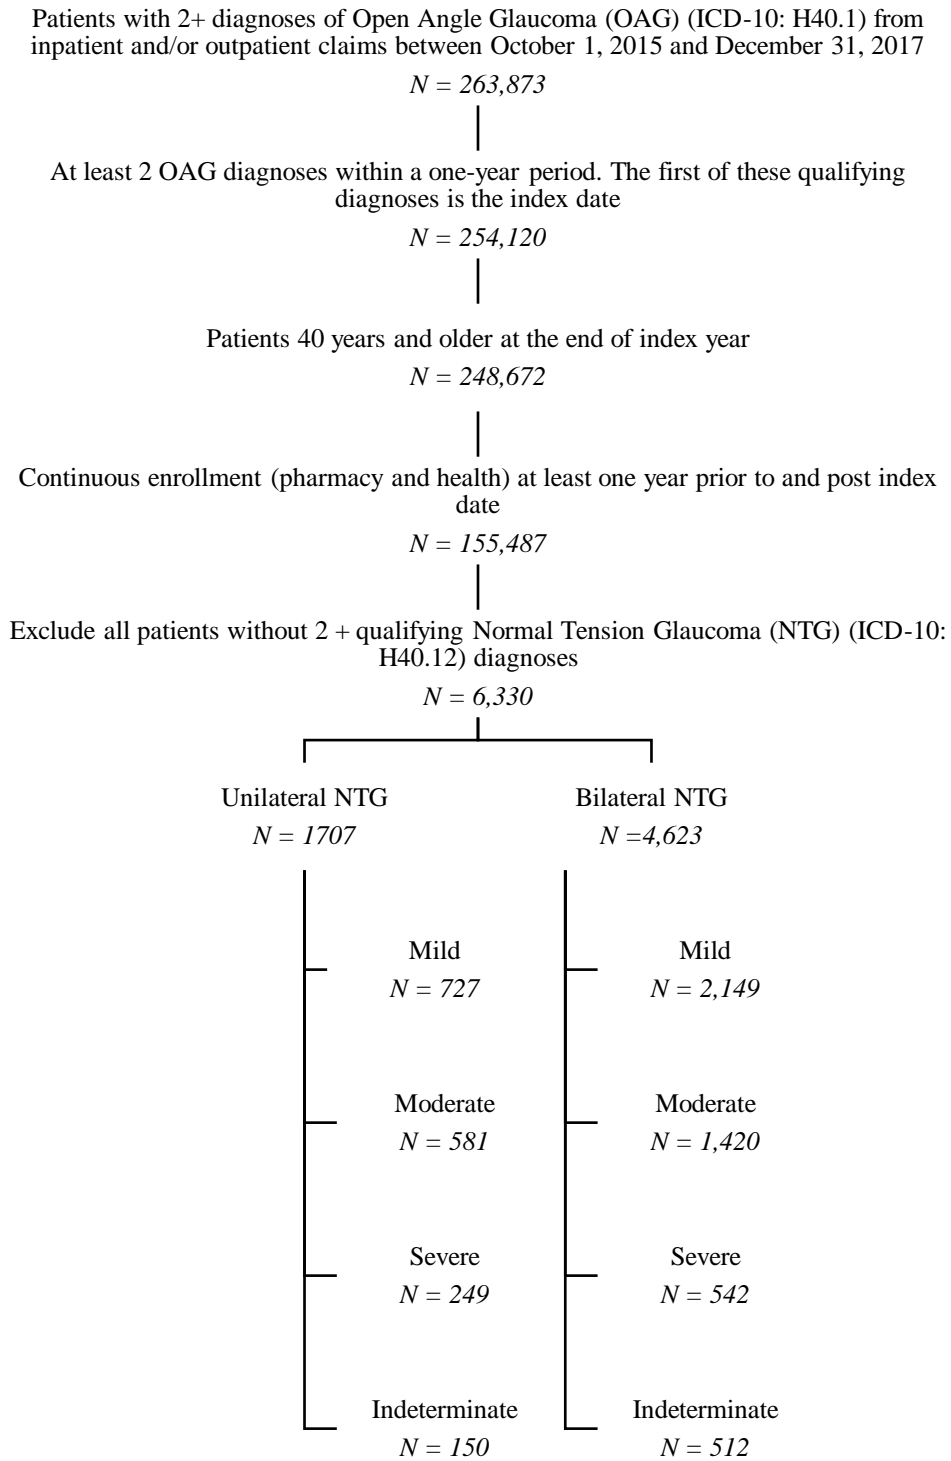 Patients with 2+ diagnoses of Open Angle Glaucoma (OAG) (ICD-10: H40.1) from
inpatient and/or outpatient claims between October 1, 2015 and December 31, 2017
N = 263,873
At least 2 OAG diagnoses within a one-year period. The first of these qualifying
diagnoses is the index date
N = 254,120
Patients 40 years and older at the end of index year
N = 248,672
Continuous enrollment (pharmacy and health) at least one year prior to and post index
date
N = 155,487
Exclude all patients without 2 + qualifying Normal Tension Glaucoma (NTG) (ICD-10:
H40.12) diagnoses
N = 6,330
Unilateral NTG
N = 1707
Mild
N = 727
Moderate
N = 581
Severe
N = 249
Indeterminate
N = 150
Bilateral NTG
N =4,623
Mild
N = 2,149
Moderate
N = 1,420
Severe
N = 542
Indeterminate
N = 512